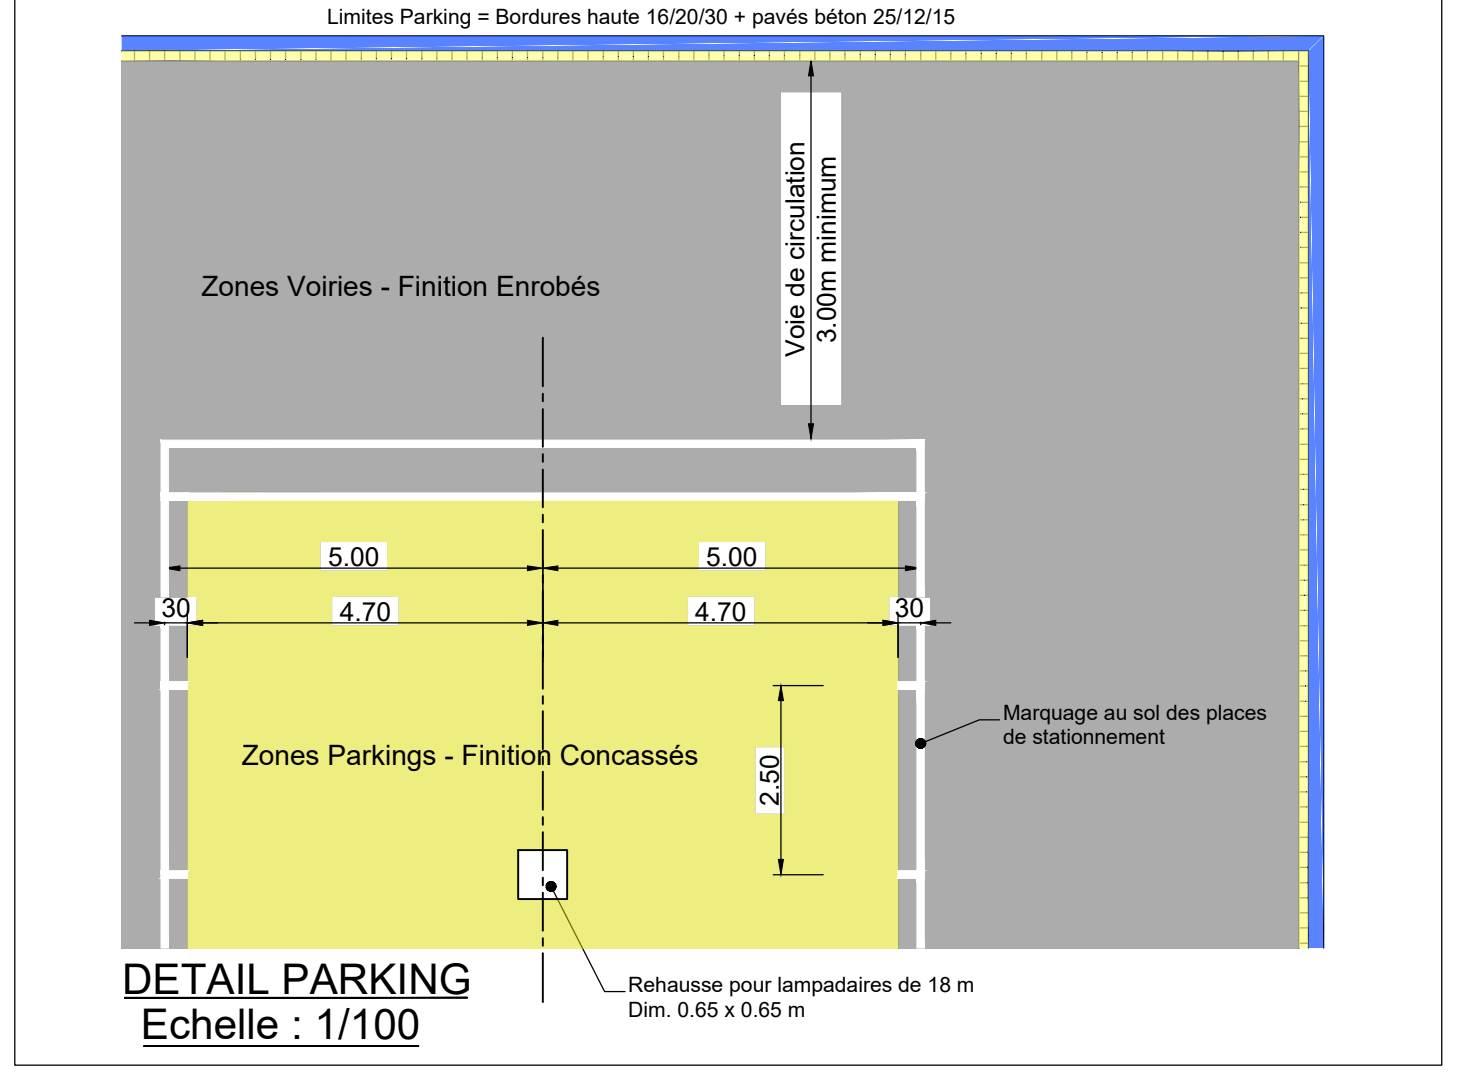 Limites Parking = Bordures haute 16/20/30 + pavés béton 25/12/15
Voie de circulation
3.00m minimum
Zones Voiries - Finition Enrobés
5.00
5.00
30
4.70
4.70
30
Marquage au sol des places
de stationnement
Zones Parkings - Finition Concassés
2.50
DETAIL PARKING
Echelle : 1/100
Rehausse pour lampadaires de 18 m
Dim. 0.65 x 0.65 m